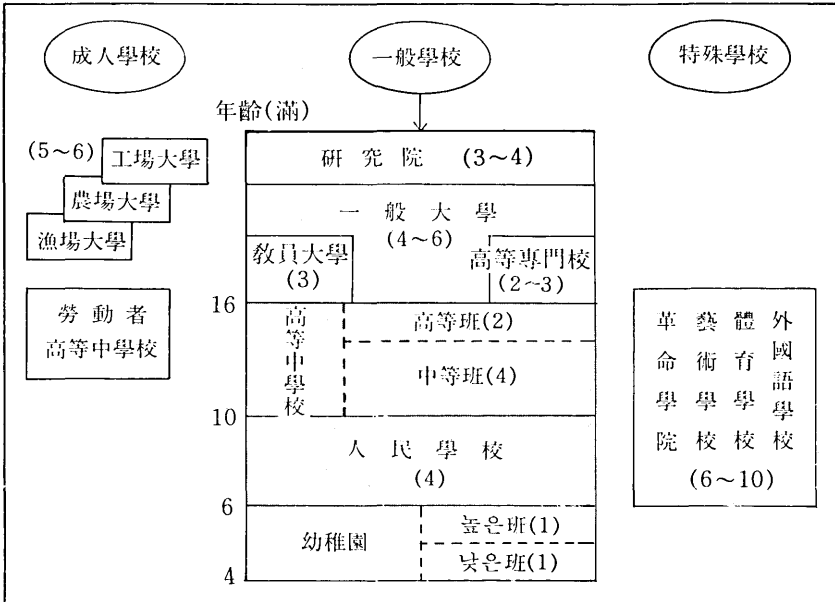 成人學校
一般學校
特殊學校
年齡(滿)
(5~6)
工場大學
農場大學
漁場大學
勞動者
高等中學校
硏究院 (3~4)
一般大學
(4~6)
敎員大學
(3)
高等專門校
(2~3)
16
高等中學校
高等班(2)
中等班(4)
10
人民學校
(4)
6
幼稚園
높은班(1)
낮은班(1)
4
革命學院
藝術學校
體育學校
外國語學校
(6~10)